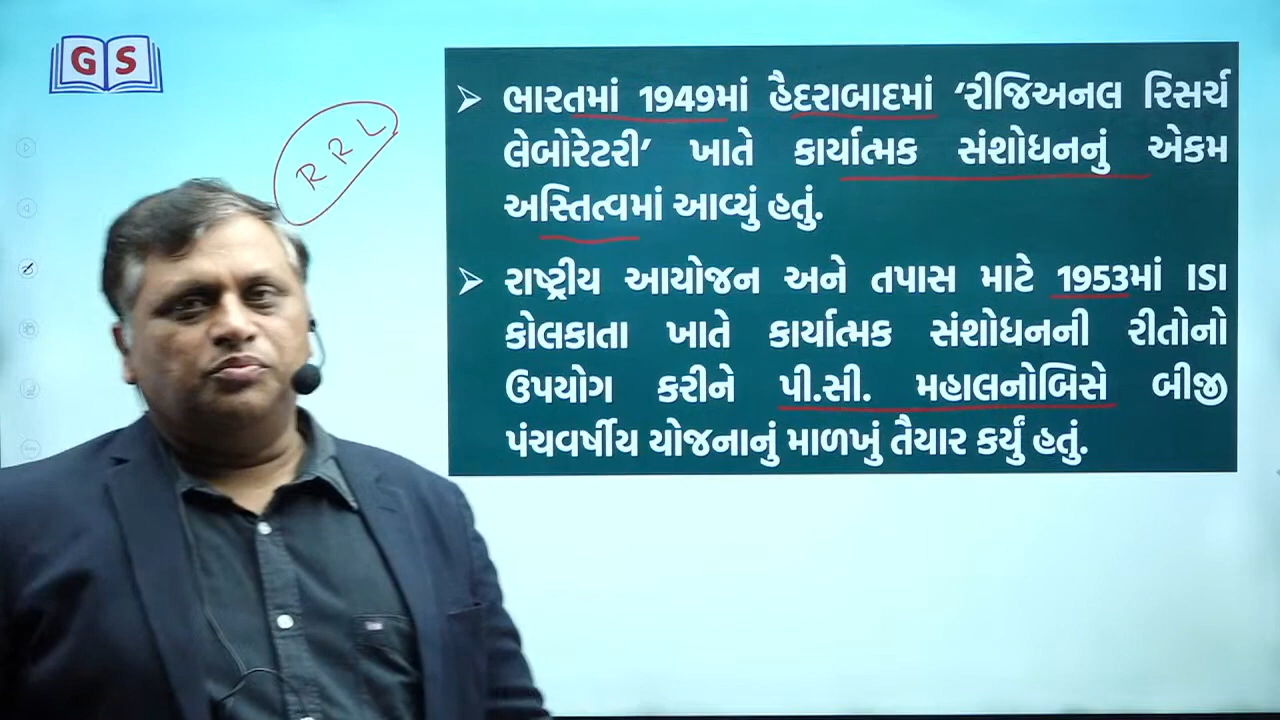 GS
RRL
➢ ભારતમાં 1949માં હૈદરાબાદમાં ‘રીજિઅનલ રિસર્ચ
લેબોરેટરી’ ખાતે કાર્યાત્મક સંશોધનનું એકમ
અસ્તિત્વમાં આવ્યું હતું.
➢ રાષ્ટ્રીય આયોજન અને તપાસ માટે 1953માં ISI
કોલકાતા ખાતે કાર્યાત્મક સંશોધનની રીતોનો
ઉપયોગ કરીને પી.સી. મહાલનોબિસે બીજી
પંચવર્ષીય યોજનાનું માળખું તૈયાર કર્યું હતું.